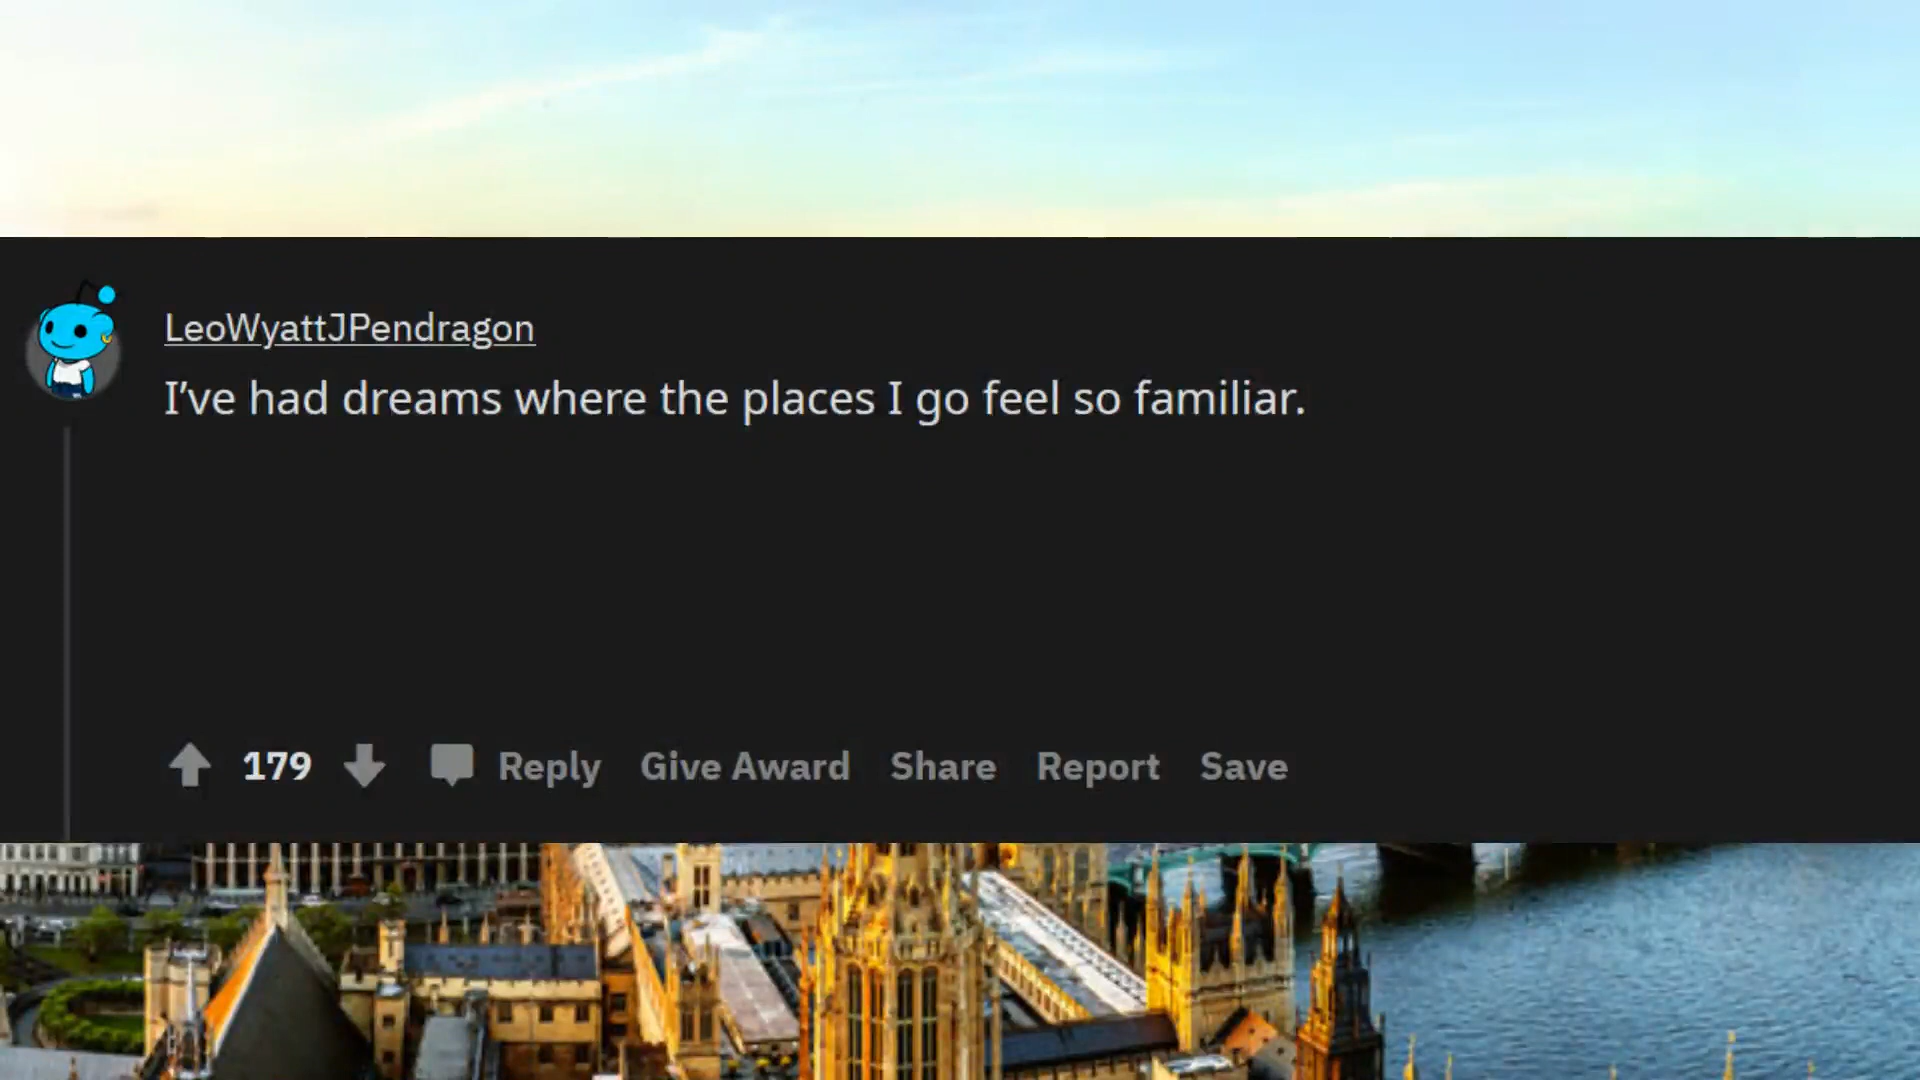 LeoWyattJPendragon
I’ve had dreams where the places I go feel so familiar.
179 Reply Give Award Share Report Save